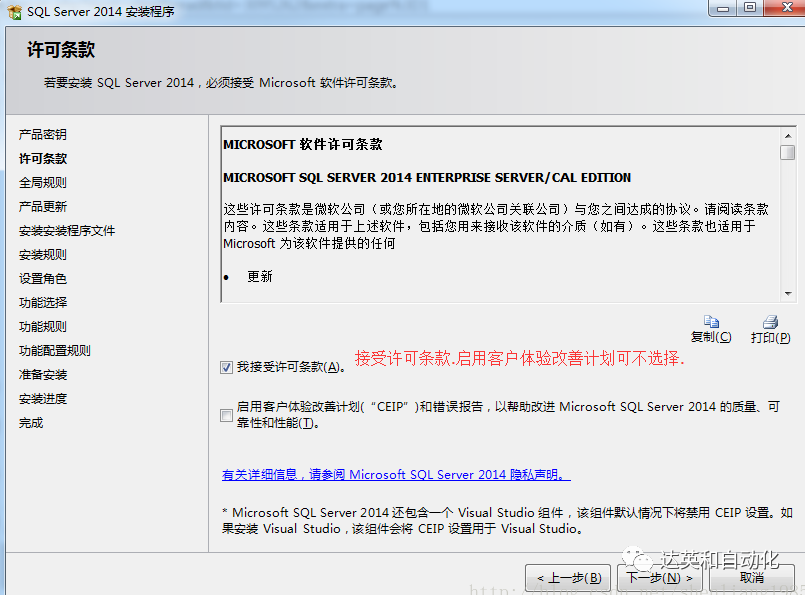 SQL Server 2014 安装程序
许可条款
若要安装 SQL Server 2014，必须接受 Microsoft 软件许可条款。
产品密钥
许可条款
全局规则
产品更新
安装安装程序文件
安装规则
设置角色
功能选择
功能规则
功能配置规则
准备安装
安装进度
完成
MICROSOFT 软件许可条款
MICROSOFT SQL SERVER 2014 ENTERPRISE SERVER/CAL EDITION
这些许可条款是微软公司（或您所在地的微软公司关联公司）与您之间达成的协议。请阅读条款
内容。这些条款适用于上述软件，包括您用来接收该软件的介质（如有）。这些条款也适用于
Microsoft 为该软件提供的任何
• 更新
复制(C) 打印(P)
我接受许可条款(A)。 接受许可条款.启用客户体验改善计划可不选择.
启用客户体验改善计划(“CEIP”)和错误报告，以帮助改进 Microsoft SQL Server 2014 的质量、可
靠性和性能(T)。
有关详细信息，请参阅 Microsoft SQL Server 2014 隐私声明。
* Microsoft SQL Server 2014 还包含一个 Visual Studio 组件，该组件默认情况下将禁用 CEIP 设置。如
果安装 Visual Studio，该组件会将 CEIP 设置用于 Visual Studio。
达英和自动化
< 上一步(B) 下一步(N) > 取消